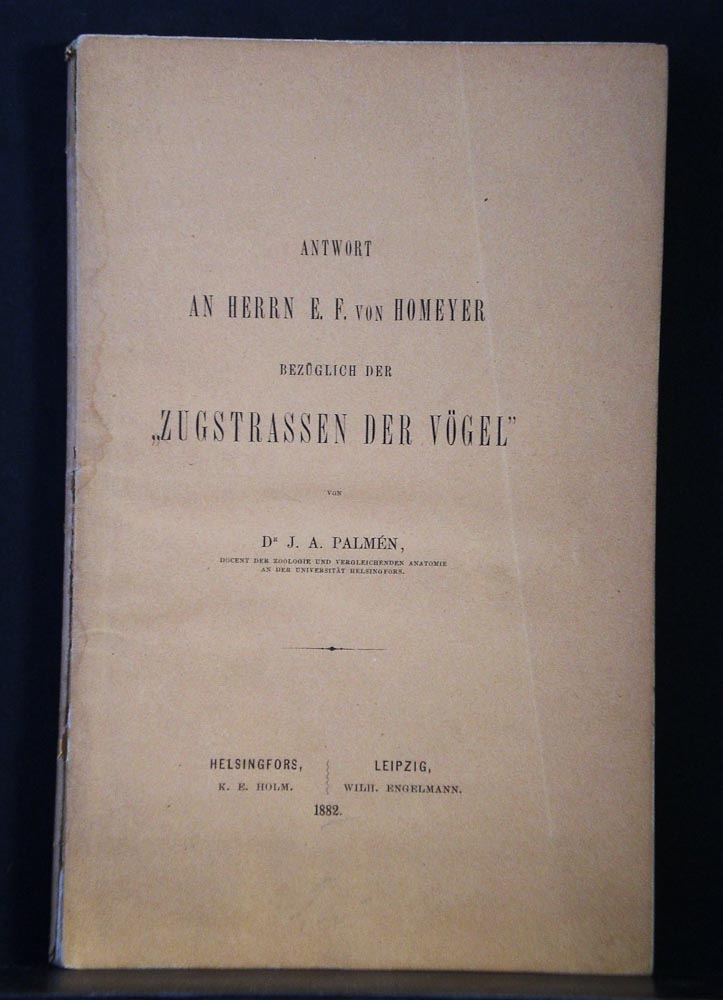 ANTWORT
AN HERRN E. F. VON HOMEYER
BEZÜGLICH DER
„ZUGSTRASSEN DER VÖGEL”
VON
DR J. A. PALMÉN,
DOCENT DER ZOOLOGIE UND VERGLEICHENDEN ANATOMIE
AN DER UNIVERSITÄT HELSINGFORS.
HELSINGFORS,
K. E. HOLM.
LEIPZIG,
WILH. ENGELMANN.
1882.